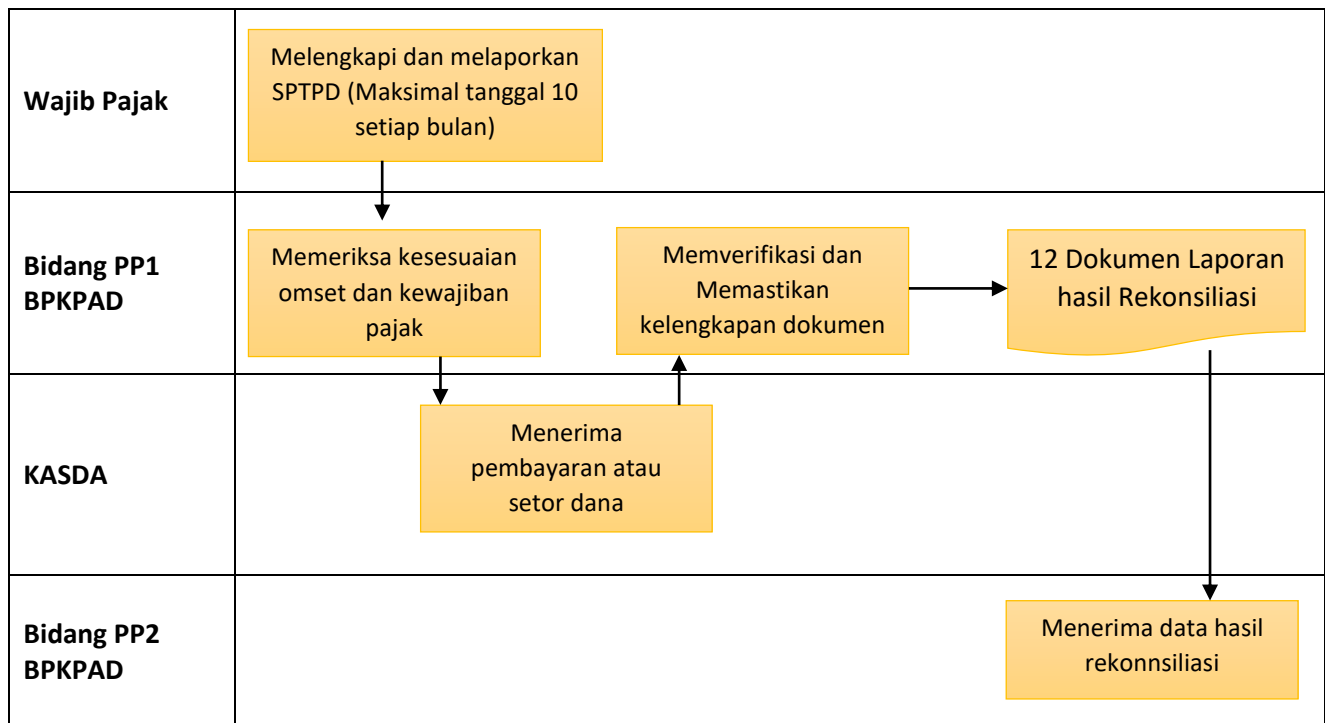 Wajib Pajak
Melengkapi dan melaporkan
SPTPD (Maksimal tanggal 10
setiap bulan)
Bidang PP1
BPKPAD
Memeriksa kesesuaian
omset dan kewajiban
pajak
Memverifikasi dan
Memastikan
kelengkapan dokumen
12 Dokumen Laporan
hasil Rekonsiliasi
KASDA
Menerima
pembayaran atau
setor dana
Bidang PP2
BPKPAD
Menerima data hasil
rekonnsiliasi